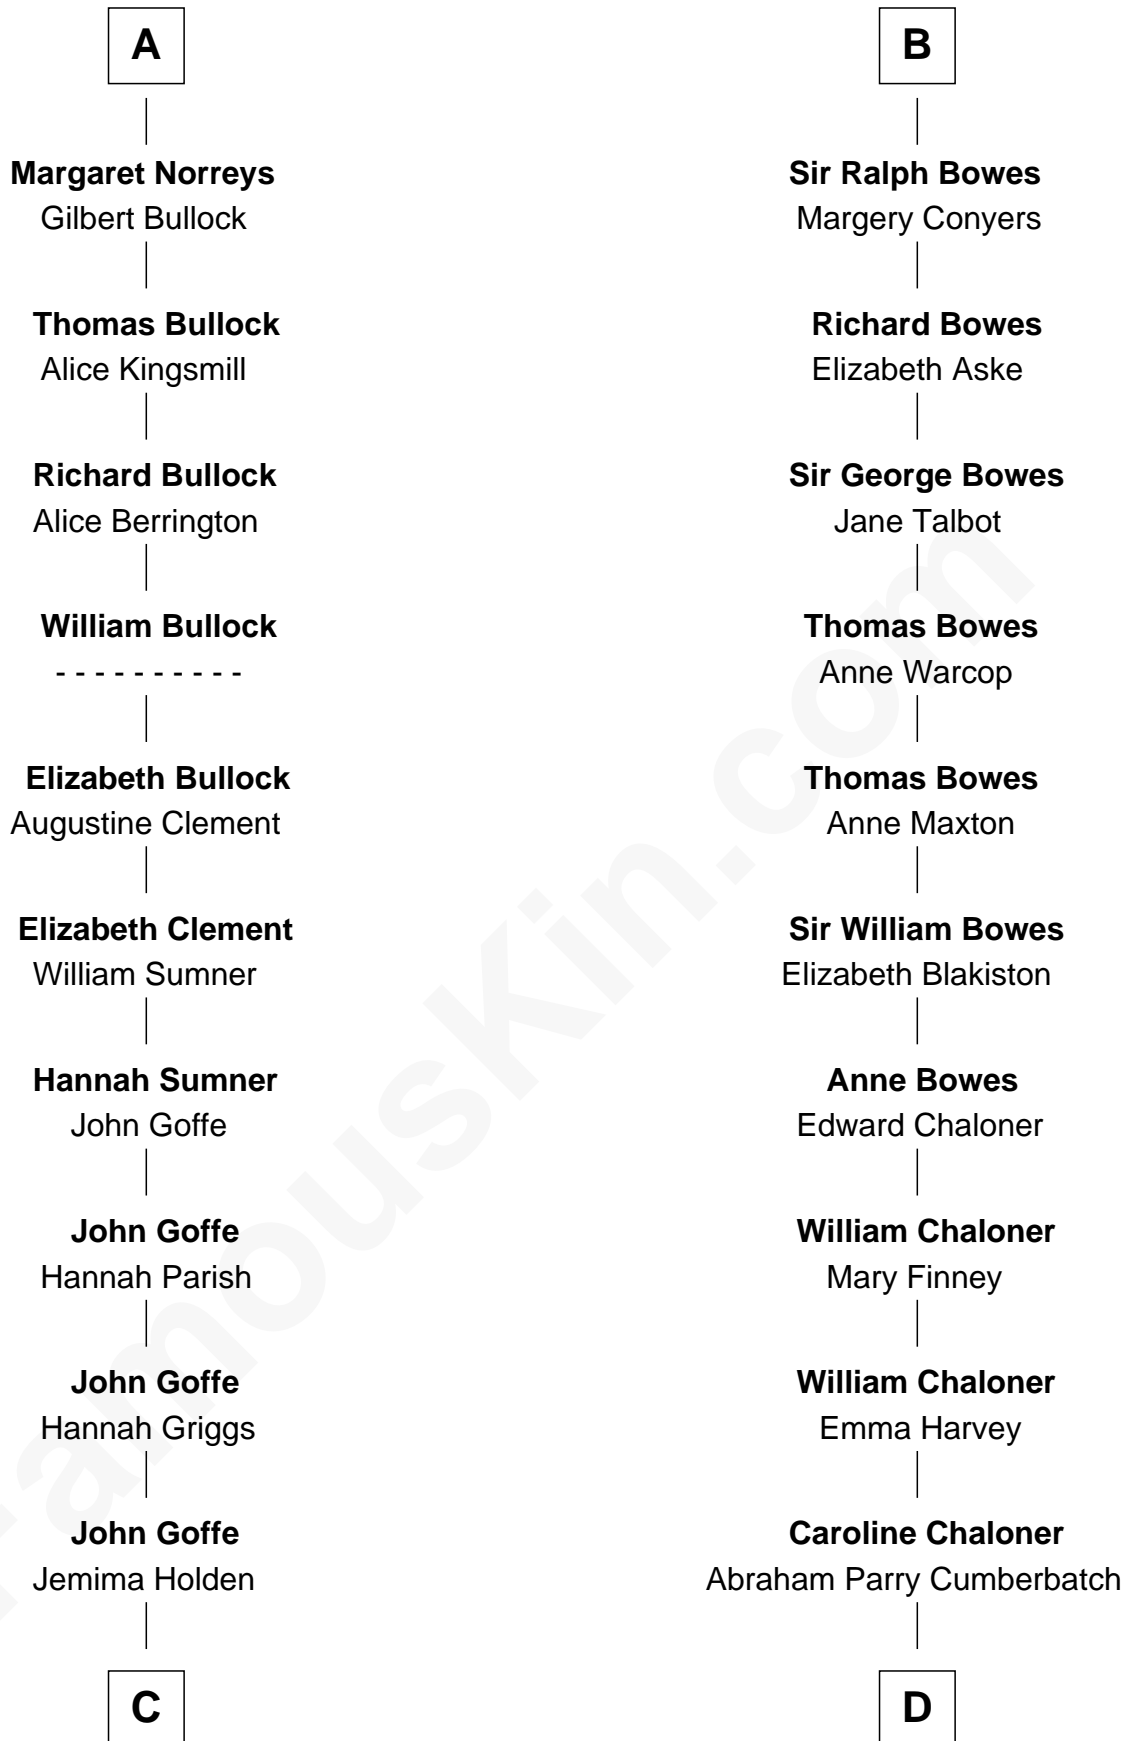 A
Margaret Norreys
Gilbert Bullock
Thomas Bullock
Alice Kingsmill
Richard Bullock
Alice Berrington
William Bullock
- - - - - - - - - -
Elizabeth Bullock
Augustine Clement
Elizabeth Clement
William Sumner
Hannah Sumner
John Goffe
John Goffe
Hannah Parish
John Goffe
Hannah Griggs
John Goffe
Jemima Holden
C
B
Sir Ralph Bowes
Margery Conyers
Richard Bowes
Elizabeth Aske
Sir George Bowes
Jane Talbot
Thomas Bowes
Anne Warcop
Thomas Bowes
Anne Maxton
Sir William Bowes
Elizabeth Blakiston
Anne Bowes
Edward Chaloner
William Chaloner
Mary Finney
William Chaloner
Emma Harvey
Caroline Chaloner
Abraham Parry Cumberbatch
D
FamousKin.com